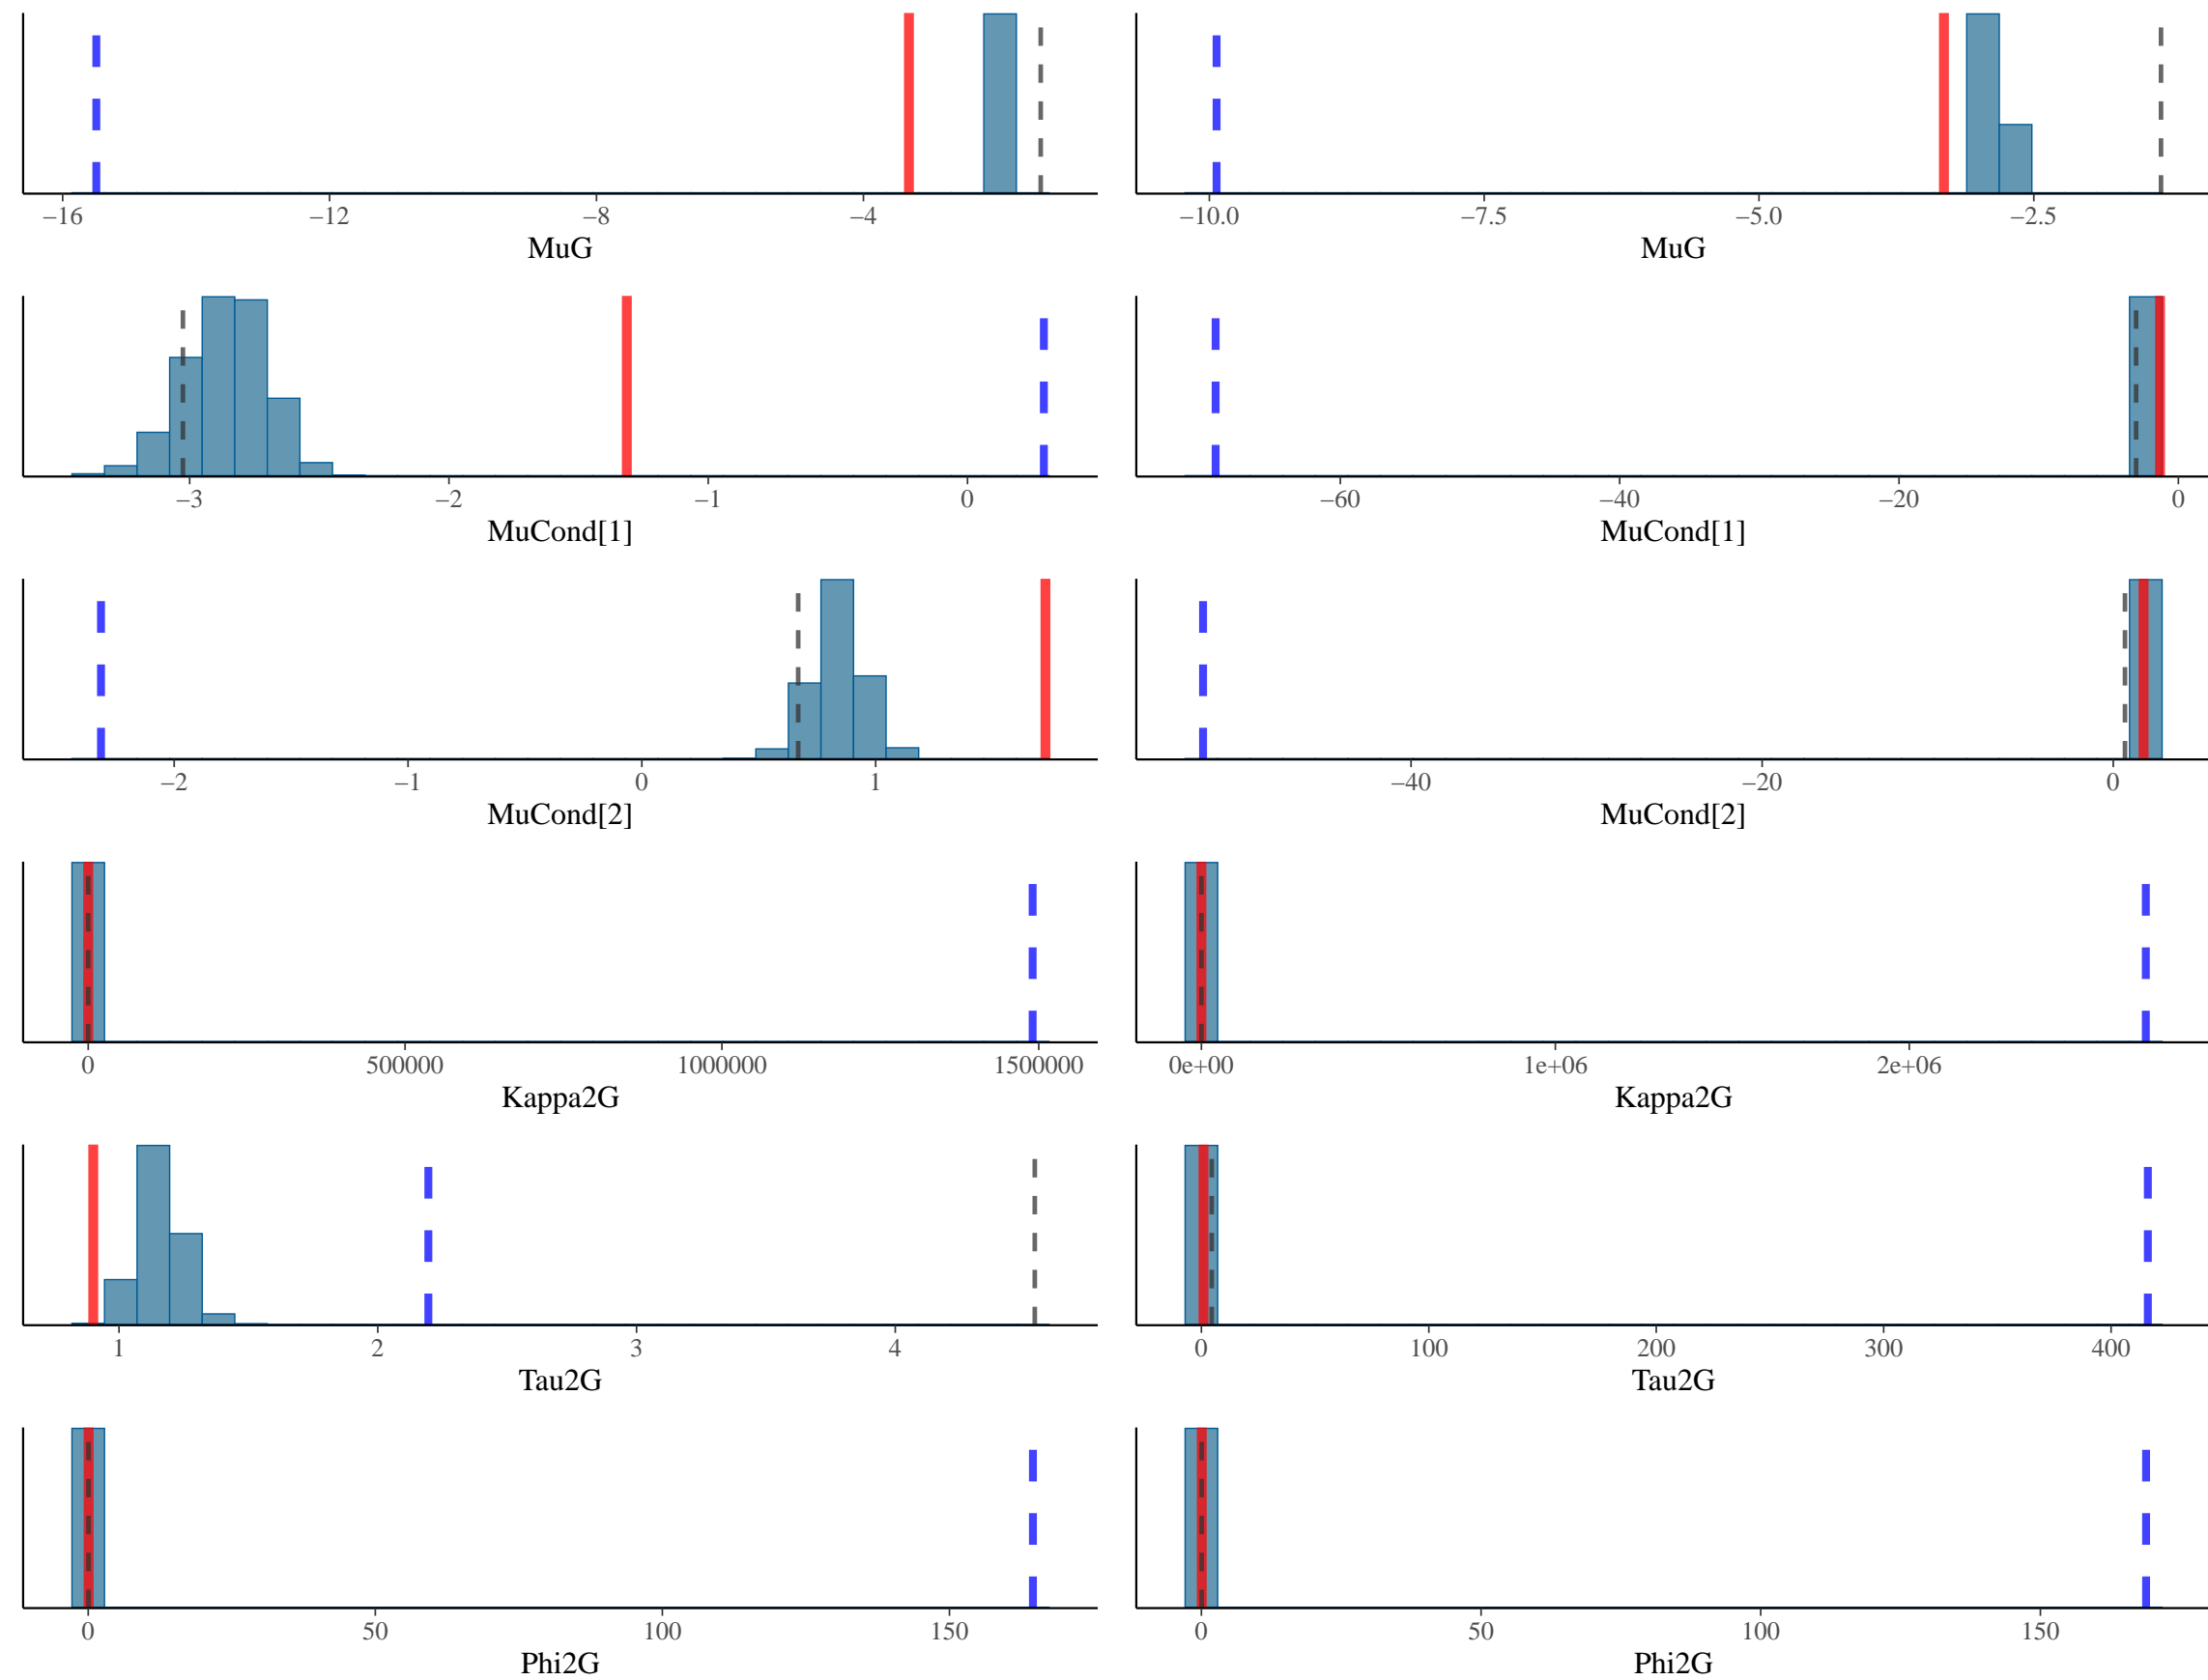 −16 −12 −8 −4
MuG
−10.0 −7.5 −5.0 −2.5
MuG
−3 −2 −1 0
MuCond[1]
−60 −40 −20 0
MuCond[1]
−2 −1 0 1
MuCond[2]
−40 −20 0
MuCond[2]
0 500000 1000000 1500000
Kappa2G
0e+00 1e+06 2e+06
Kappa2G
1 2 3 4
Tau2G
0 100 200 300 400
Tau2G
0 50 100 150
Phi2G
0 50 100 150
Phi2G